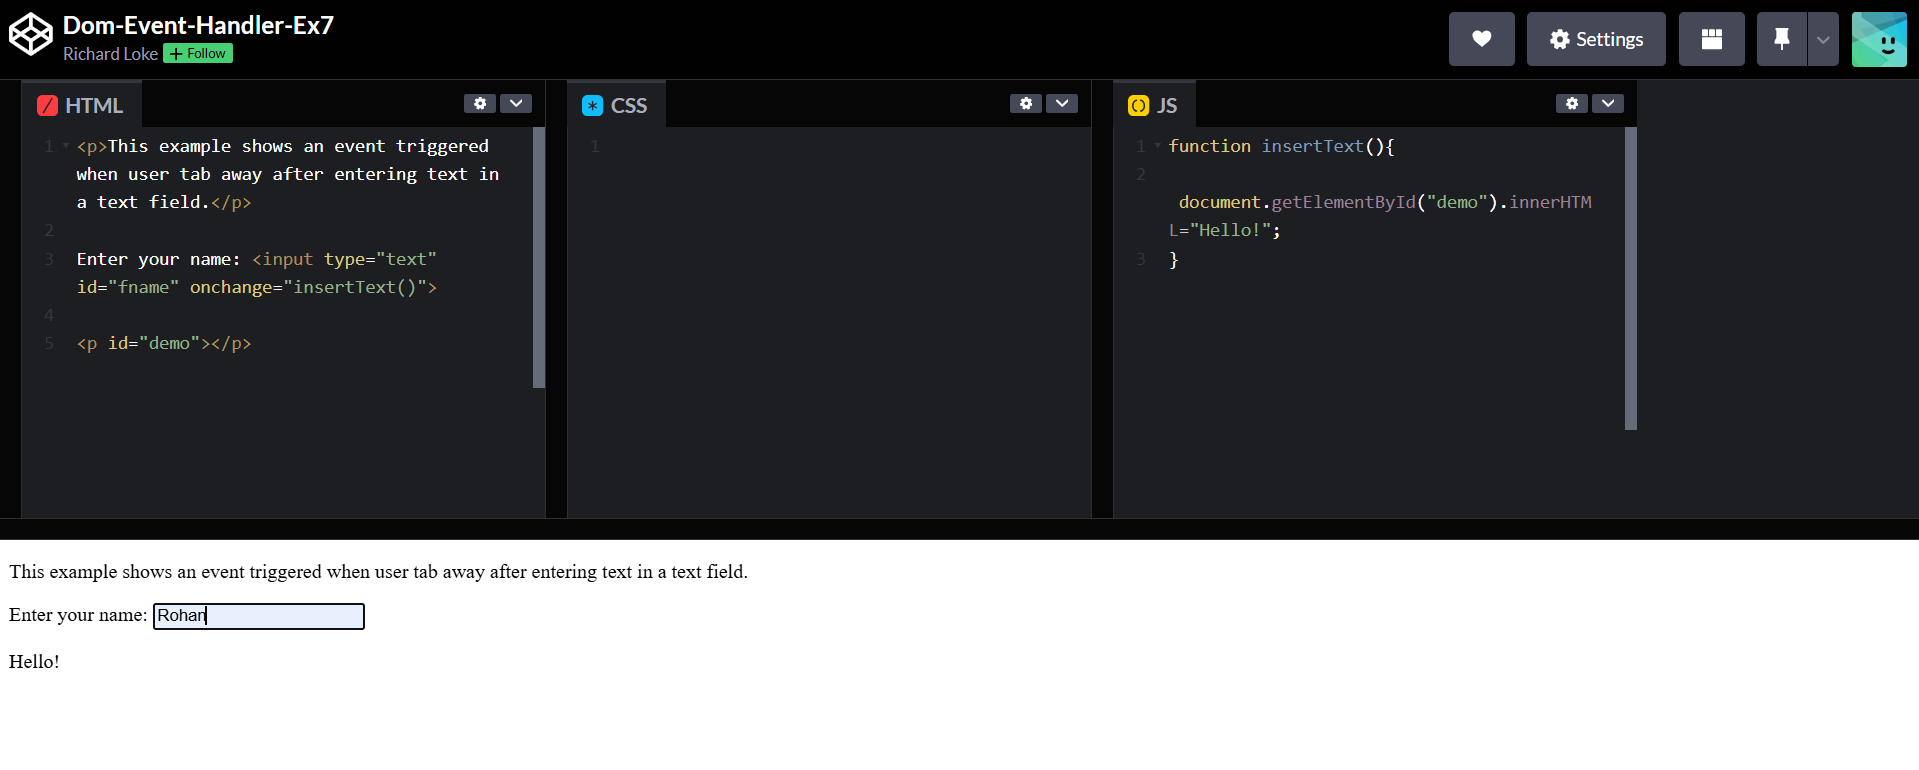 Dom-Event-Handler-Ex7
Richard Loke + Follow
Settings
HTML
1 <p>This example shows an event triggered
when user tab away after entering text in
a text field.</p>
2
3 Enter your name: <input type="text"
id="fname" onchange="insertText()">
4
5 <p id="demo"></p>
CSS
1
JS
1 function insertText(){
2
document.getElementById("demo").innerHTM
L="Hello!";
3 }
This example shows an event triggered when user tab away after entering text in a text field.
Enter your name: Rohan
Hello!